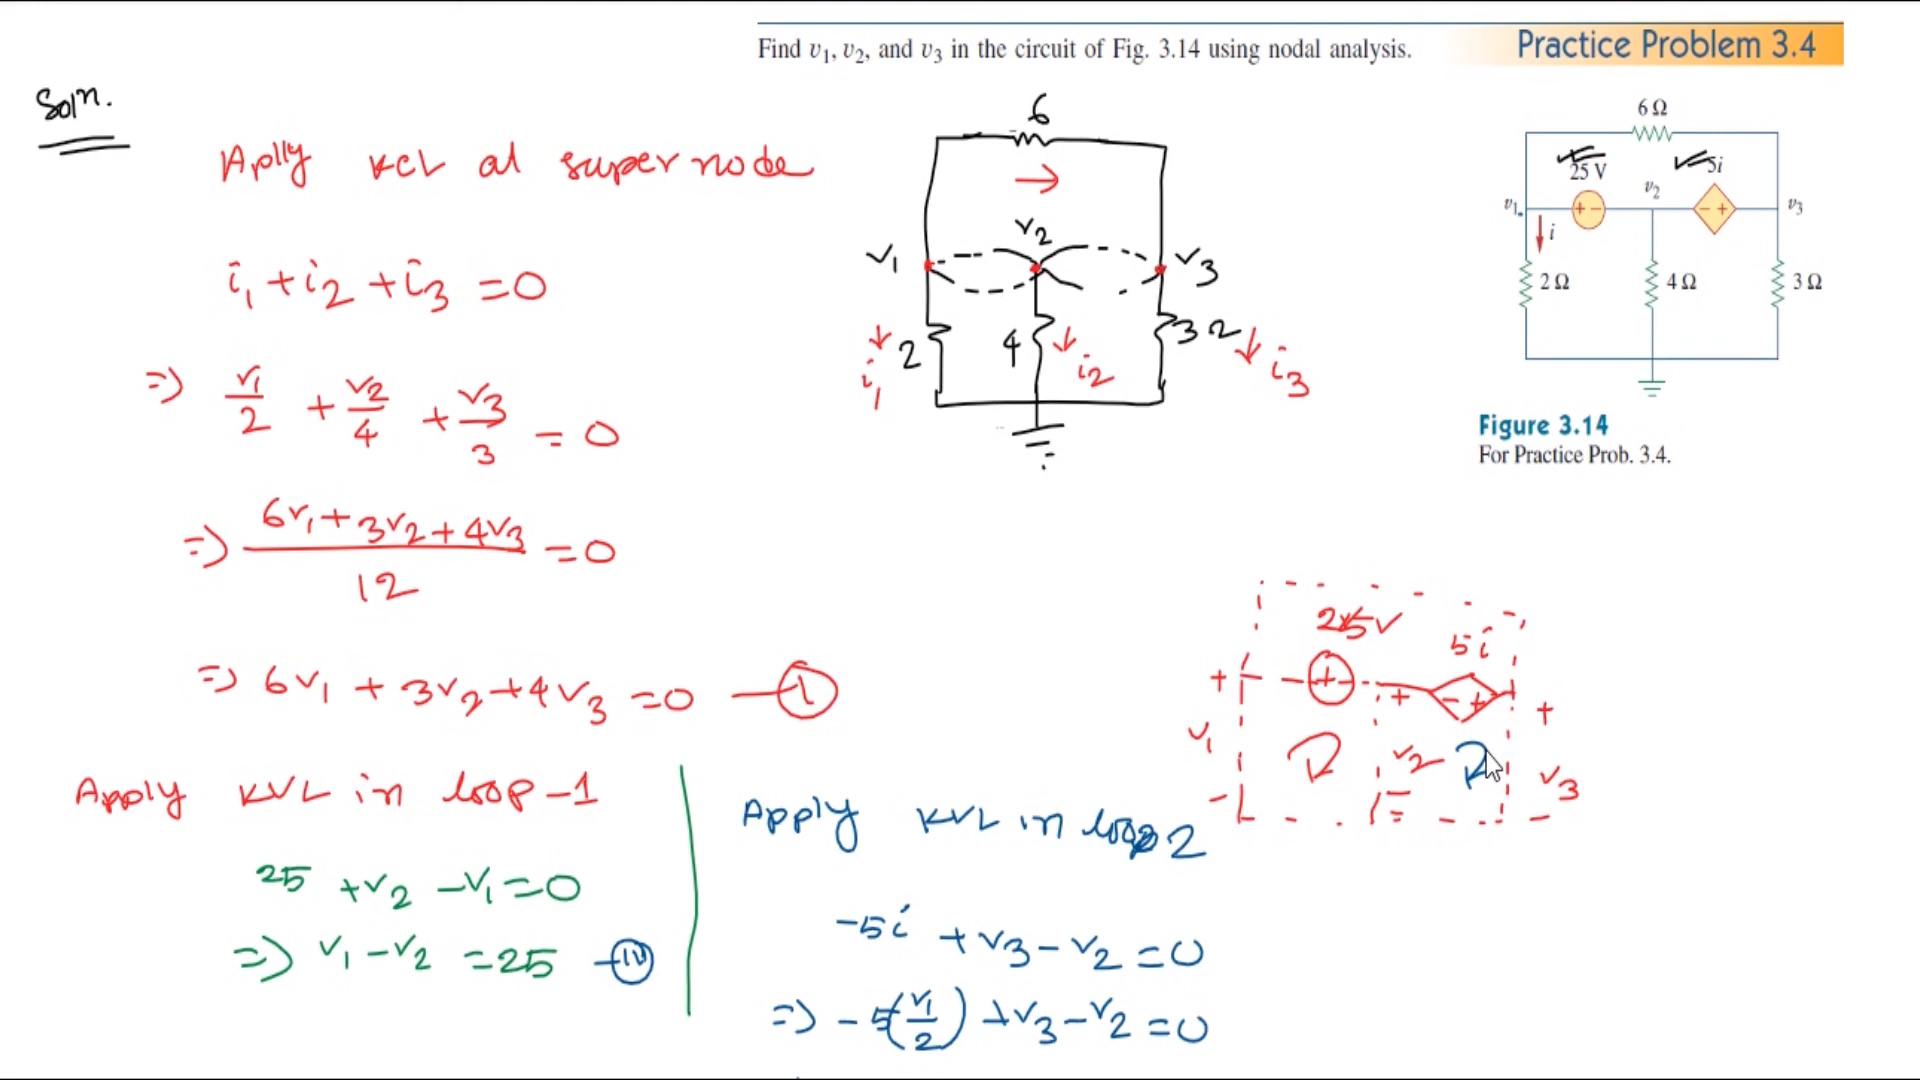 Find v1, v2, and v3 in the circuit of Fig. 3.14 using nodal analysis.
Practice Problem 3.4
Soln.
Aplly KCL at super node
i1 + i2 + i3 = 0
=> v1/2 + v2/4 + v3/3 = 0
=> (6v1 + 3v2 + 4v3)/12 = 0
=> 6v1 + 3v2 + 4v3 = 0 — (1)
Apply KVL in loop-1
25 + v2 - v1 = 0
=> v1 - v2 = 25 — (11)
Apply KVL in loop 2
-5i + v3 - v2 = 0
=> -5(v1/2) + v3 - v2 = 0
6
v1
v2
v3
2
4
3
i1
i2
i3
6 Ω
25 V
5i
v1
v2
v3
i
2 Ω
4 Ω
3 Ω
Figure 3.14
For Practice Prob. 3.4.
25v
5i
+ + - + +
v1
v2
v3
- - -